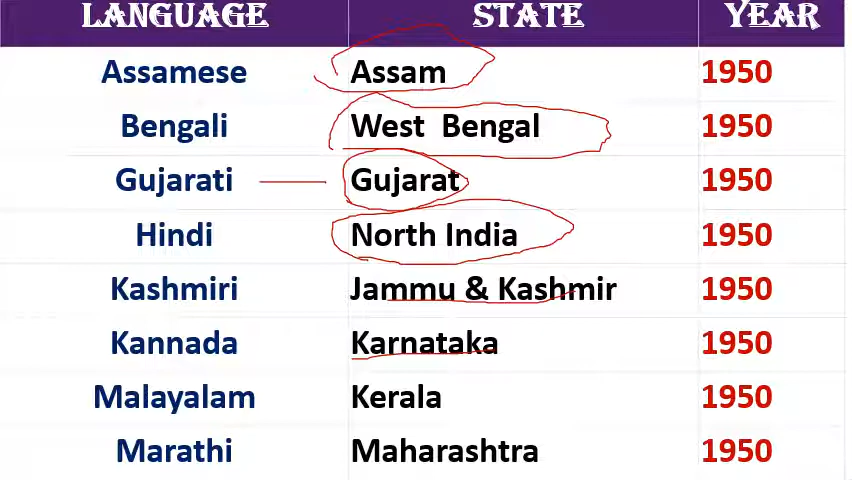 LANGUAGE STATE YEAR
Assamese Assam 1950
Bengali West Bengal 1950
Gujarati Gujarat 1950
Hindi North India 1950
Kashmiri Jammu & Kashmir 1950
Kannada Karnataka 1950
Malayalam Kerala 1950
Marathi Maharashtra 1950